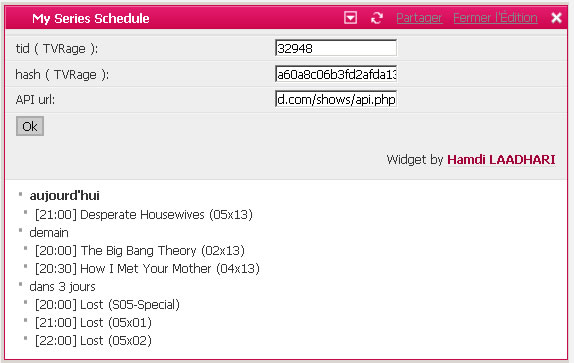 My Series Schedule Partager Fermer l'Édition
tid ( TVRage ): 32948
hash ( TVRage ): a60a8c06b3fd2afda13
API url: d.com/shows/api.php
Ok
Widget by Hamdi LAADHARI
aujourd'hui
[21:00] Desperate Housewives (05x13)
demain
[20:00] The Big Bang Theory (02x13)
[20:30] How I Met Your Mother (04x13)
dans 3 jours
[20:00] Lost (S05-Special)
[21:00] Lost (05x01)
[22:00] Lost (05x02)